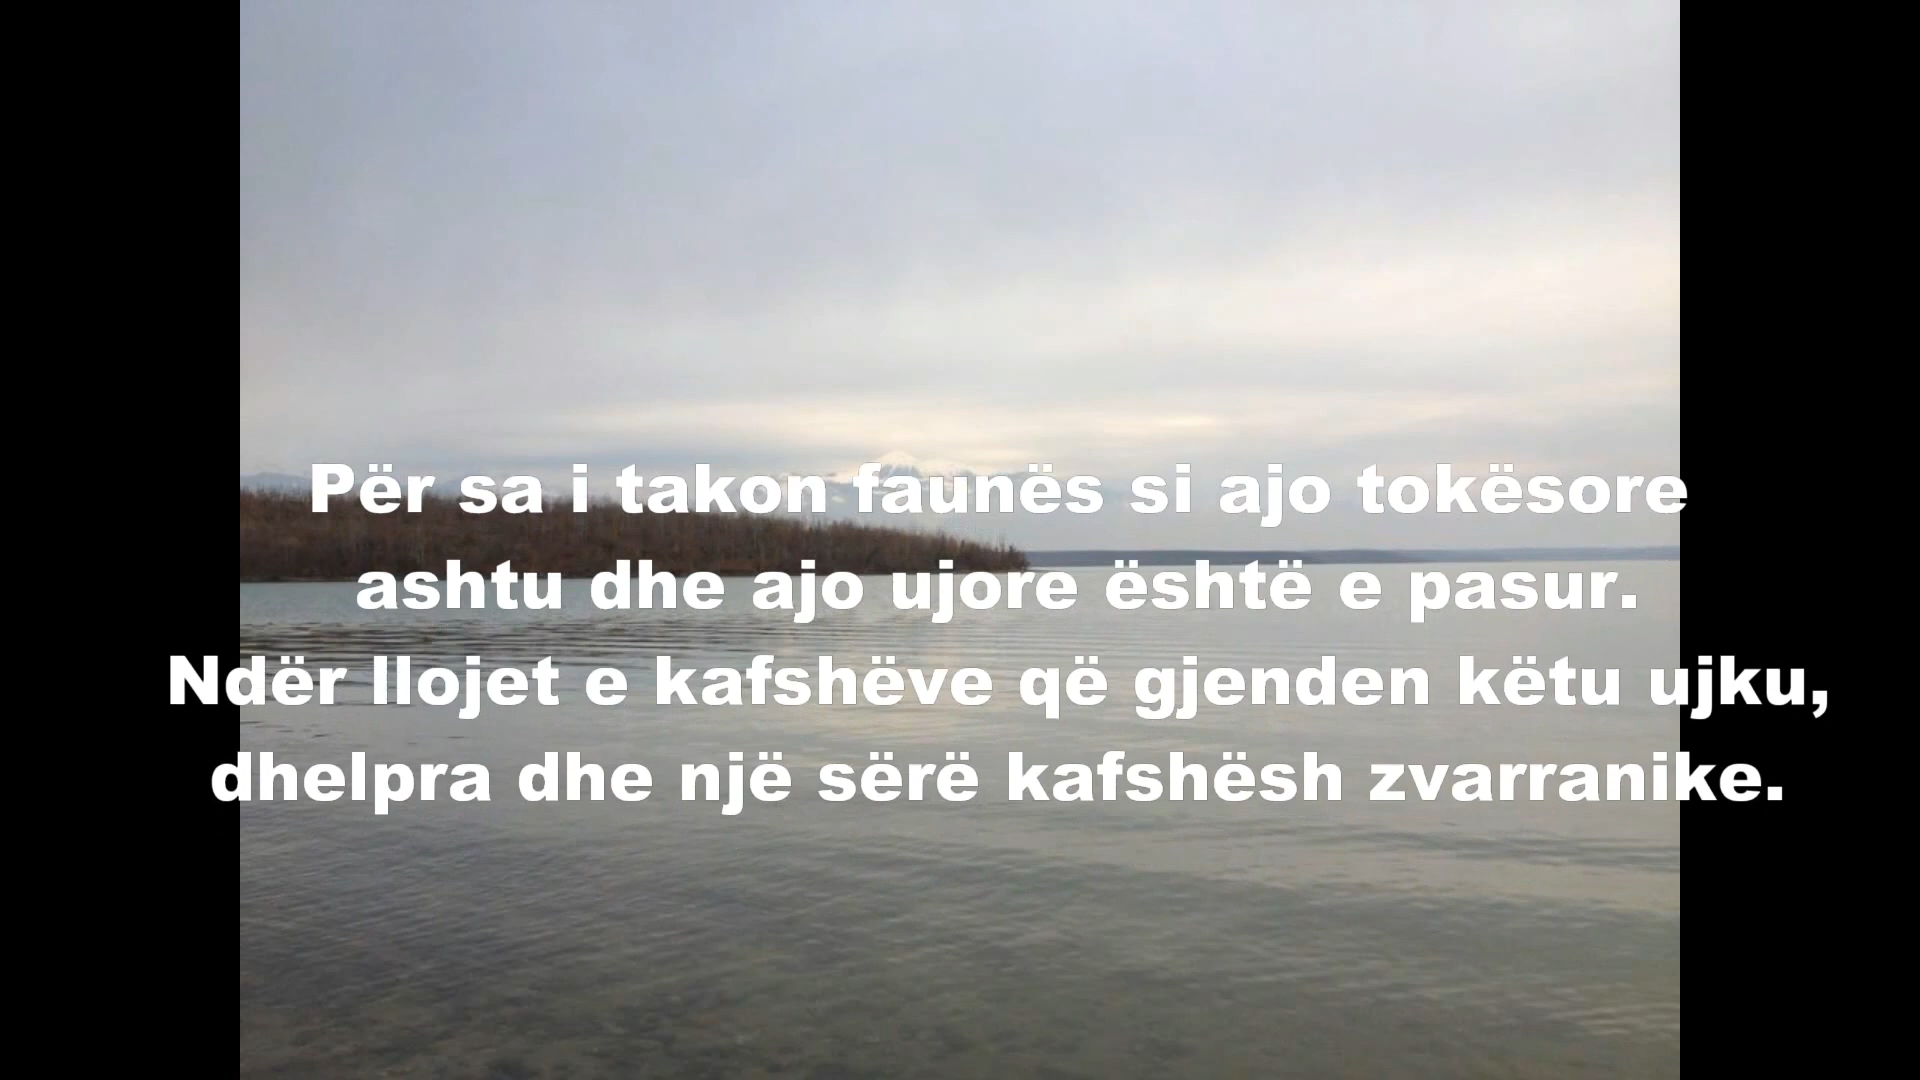 Për sa i takon faunës si ajo tokësore
ashtu dhe ajo ujore është e pasur.
Ndër llojet e kafshëve që gjenden këtu ujku,
dhelpra dhe një sërë kafshësh zvarranike.